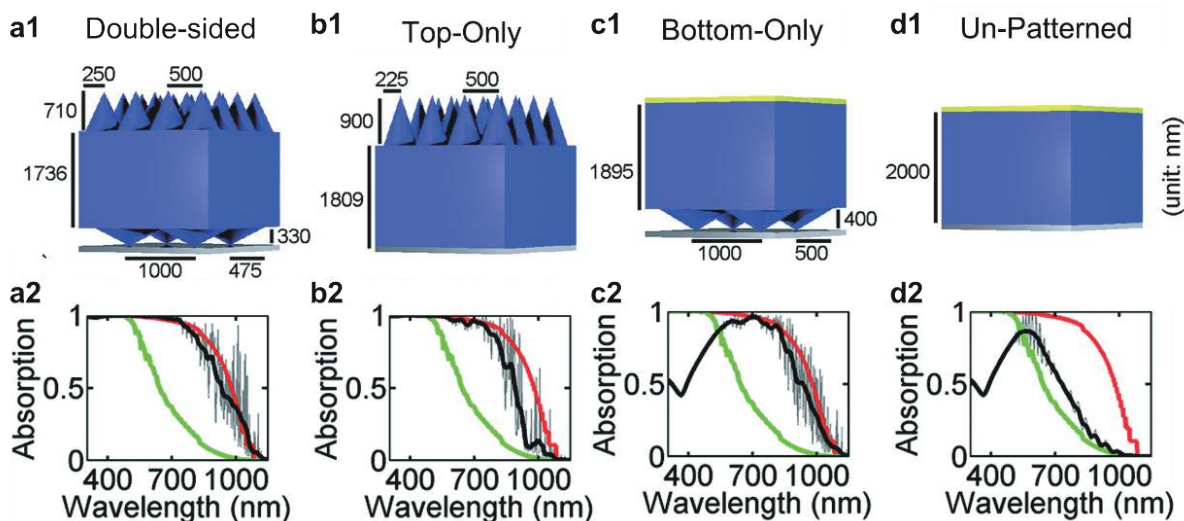 a1 Double-sided
b1 Top-Only
c1 Bottom-Only
d1 Un-Patterned
250 500
710
1736
330
1000 475
225 500
900
1809
1895
400
1000 500
2000
(unit: nm)
a2
1
0.5
0
Absorption
400 700 1000
Wavelength (nm)
b2
1
0.5
0
Absorption
400 700 1000
Wavelength (nm)
c2
1
0.5
0
Absorption
400 700 1000
Wavelength (nm)
d2
1
0.5
0
Absorption
400 700 1000
Wavelength (nm)